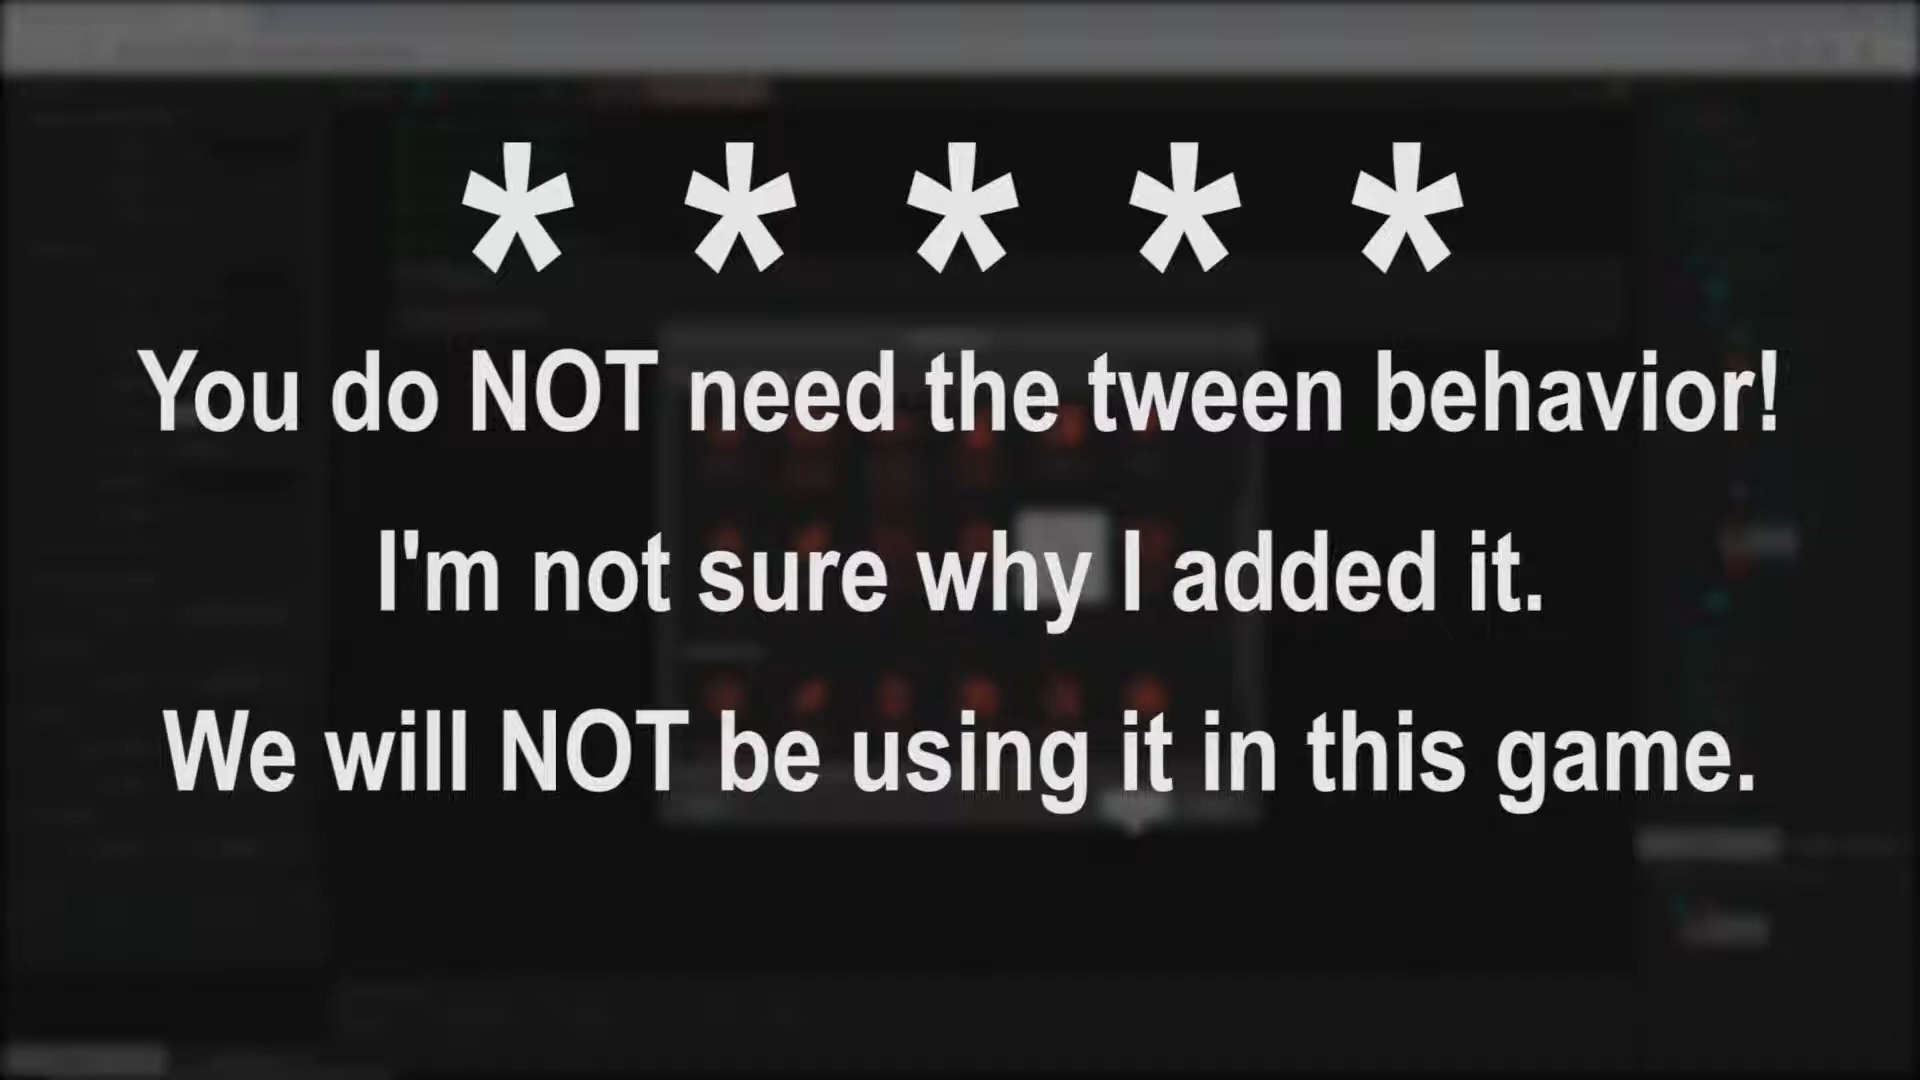 * * * * *
You do NOT need the tween behavior!
I'm not sure why I added it.
We will NOT be using it in this game.